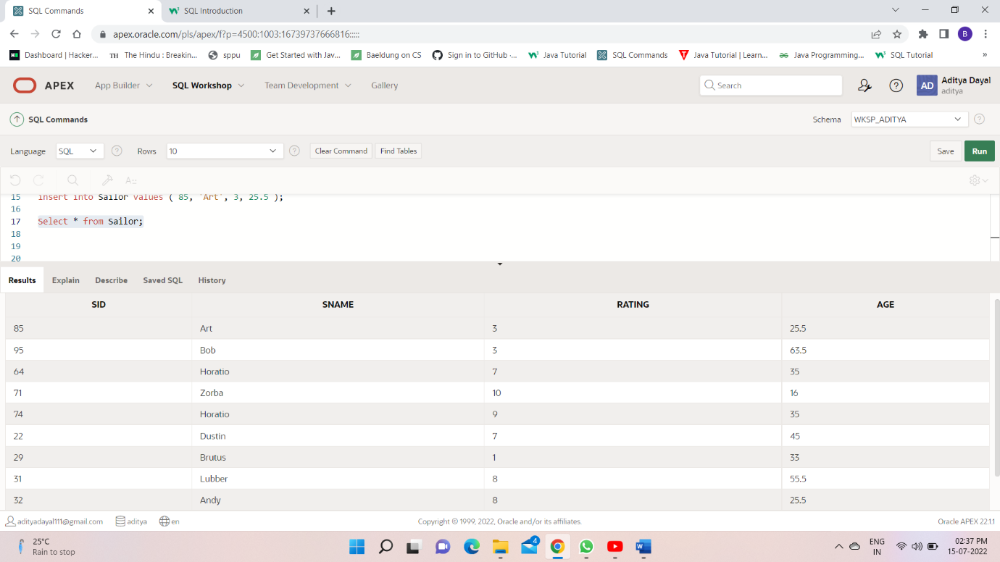 SQL Commands
SQL Introduction
apex.oracle.com/pls/apex/f?p=4500:1003:16739737666816:::::
B
Dashboard | Hacker... TH The Hindu : Breakin... sppu Get Started with Jav... Baeldung on CS Sign in to GitHub ·... Java Tutorial SQL Commands Java Tutorial | Learn... Java Programming... SQL Tutorial »
APEX App Builder SQL Workshop Team Development Gallery Search AD Aditya Dayal
aditya
SQL Commands Schema WKSP_ADITYA
Language SQL Rows 10 Clear Command Find Tables Save Run
15 insert into Sailor values ( 85, 'Art', 3, 25.5 );
16
17 Select * from Sailor;
18
19
20
Results Explain Describe Saved SQL History
SID SNAME RATING AGE
85 Art 3 25.5
95 Bob 3 63.5
64 Horatio 7 35
71 Zorba 10 16
74 Horatio 9 35
22 Dustin 7 45
29 Brutus 1 33
31 Lubber 8 55.5
32 Andy 8 25.5
adityadayal111@gmail.com aditya en Copyright © 1999, 2022, Oracle and/or its affiliates. Oracle APEX 22.1.1
25°C
Rain to stop
4
ENG
IN
02:37 PM
15-07-2022